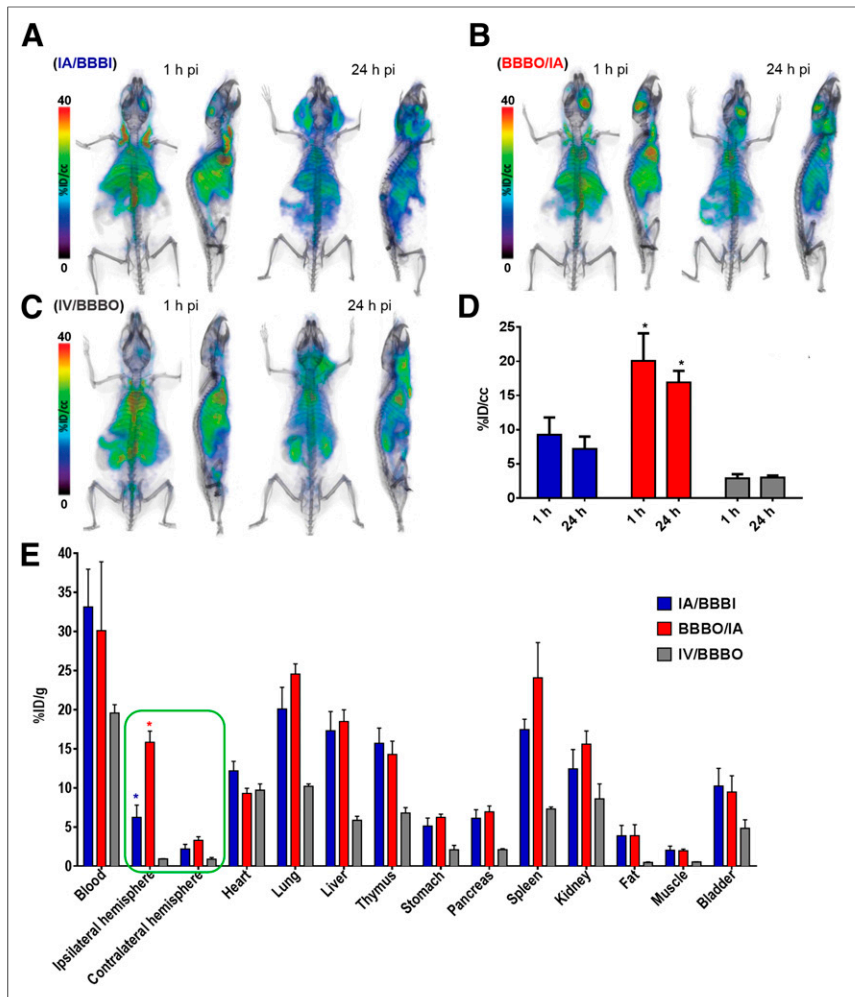 A
B
(IA/BBBI)
1 h pi
24 h pi
(BBBO/IA)
1 h pi
24 h pi
40
%ID/cc
0
40
%ID/cc
0
C
(IV/BBBO)
1 h pi
24 h pi
D
40
%ID/cc
0
%ID/cc
25
20
15
10
5
0
*
*
1 h
24 h
1 h
24 h
1 h
24 h
E
%ID/g
40
35
30
25
20
15
10
5
0
*
*
IA/BBBI
BBBO/IA
IV/BBBO
Blood
Ipsilateral hemisphere
Contralateral hemisphere
Heart
Lung
Liver
Thymus
Stomach
Pancreas
Spleen
Kidney
Fat
Muscle
Bladder